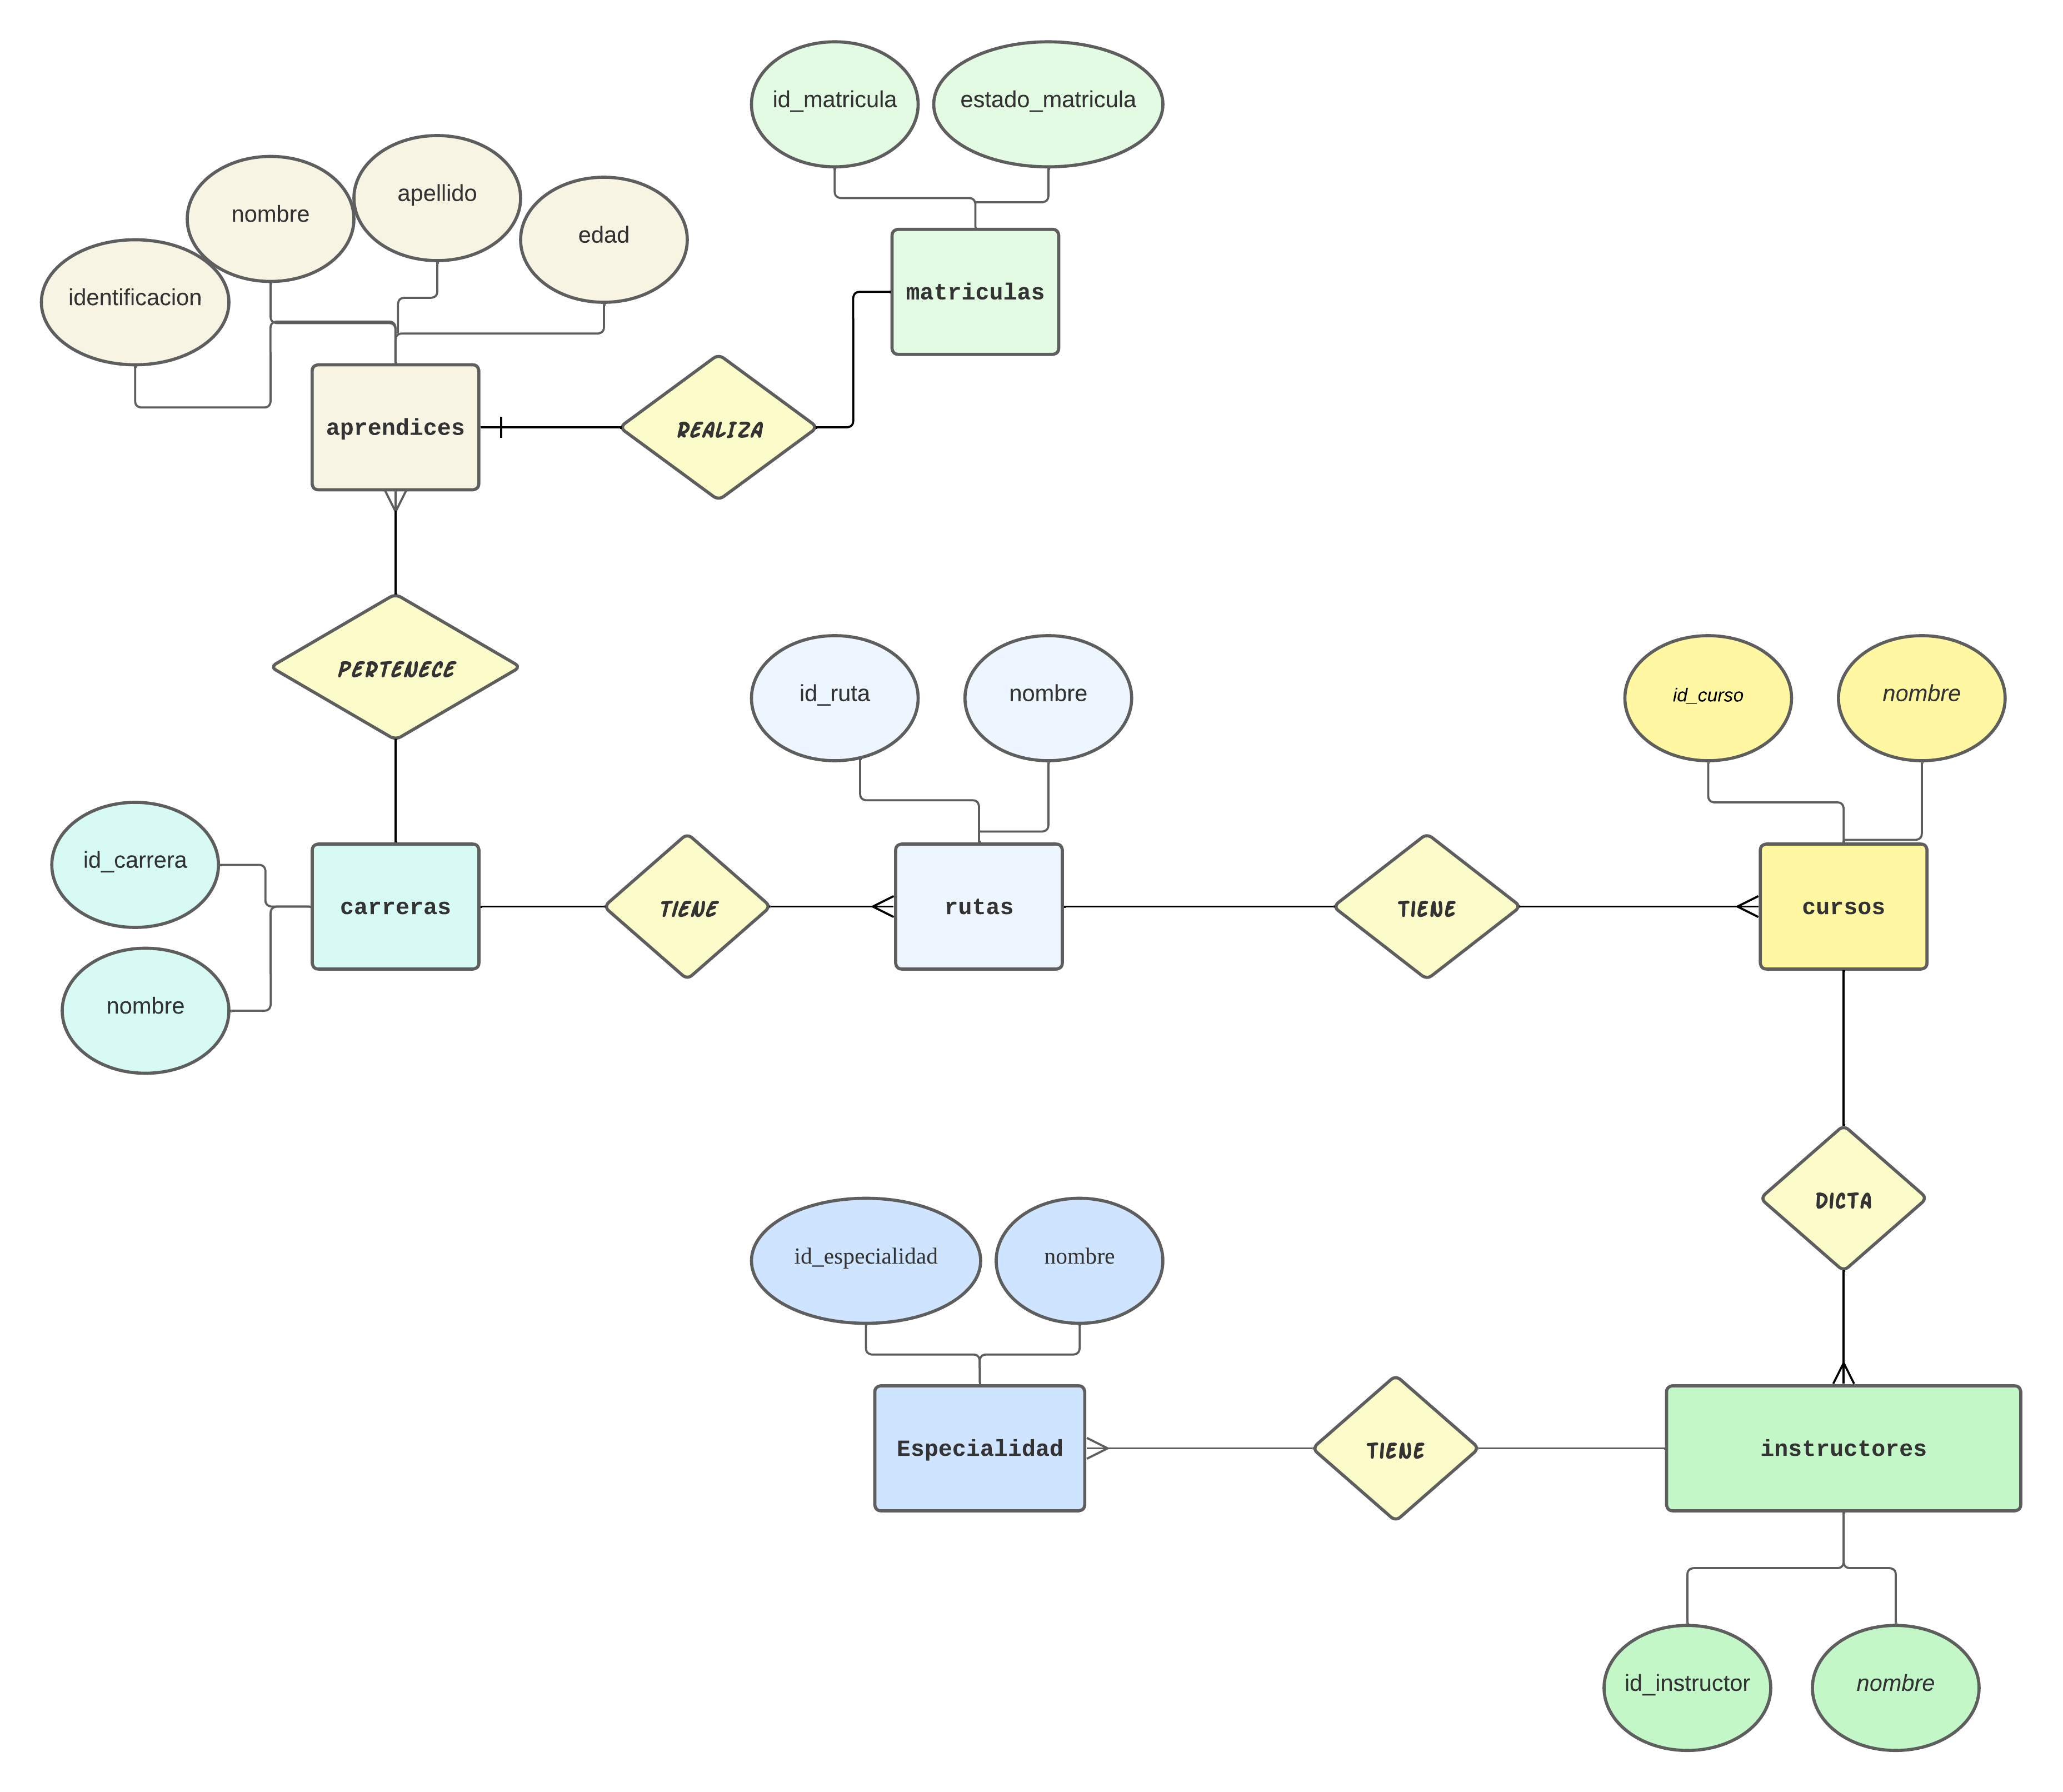 id_matricula
estado_matricula
apellido
nombre
edad
identificacion
matriculas
aprendices
REALIZA
PERTENECE
id_ruta
nombre
id_curso
nombre
id_carrera
carreras
TIENE
rutas
TIENE
cursos
nombre
DICTA
id_especialidad
nombre
Especialidad
TIENE
instructores
id_instructor
nombre